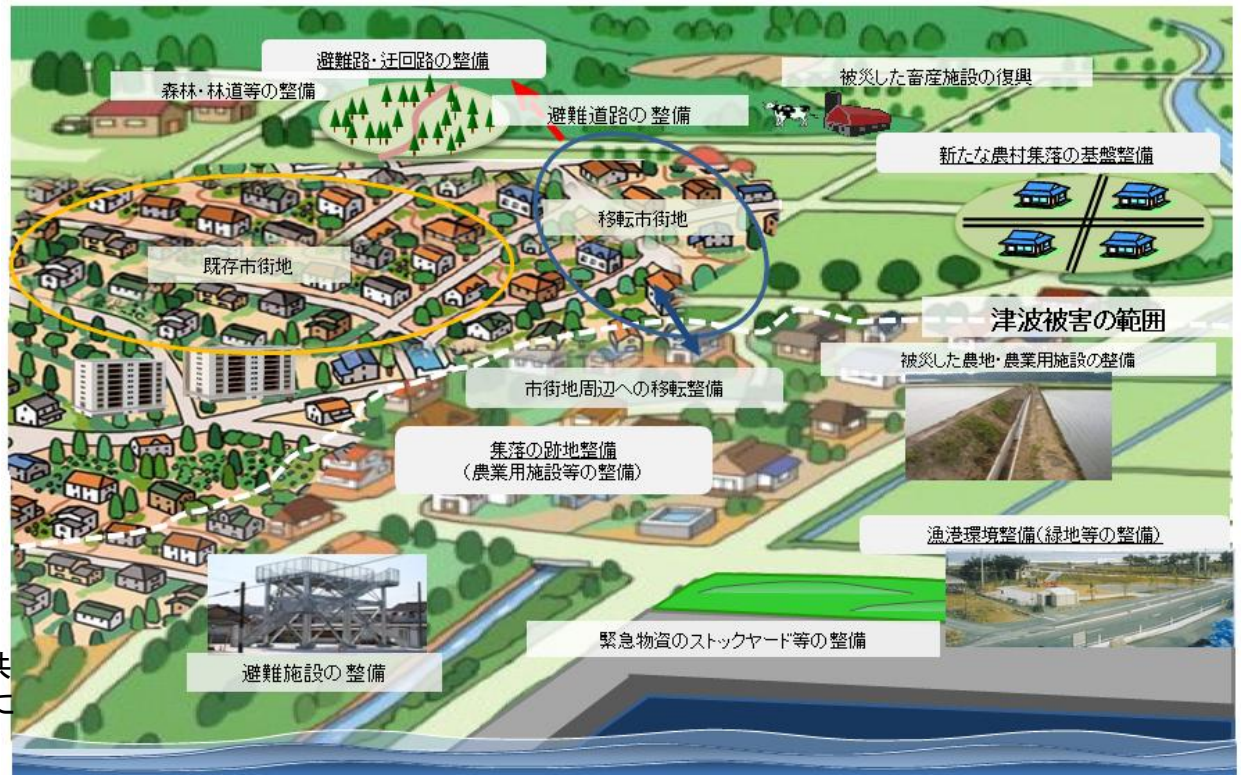 避難路・迂回路の整備
森林・林道等の整備
避難道路の 整備
被災した畜産施設の復興
新たな農村集落の基盤整備
移転市街地
既存市街地
津波被害の範囲
被災した農地・農業用施設の整備
市街地周辺への移転整備
集落の跡地整備
(農業用施設等の整備)
漁港環境整備(緑地等の整備)
緊急物資のストックヤード等の整備
避難施設の 整備